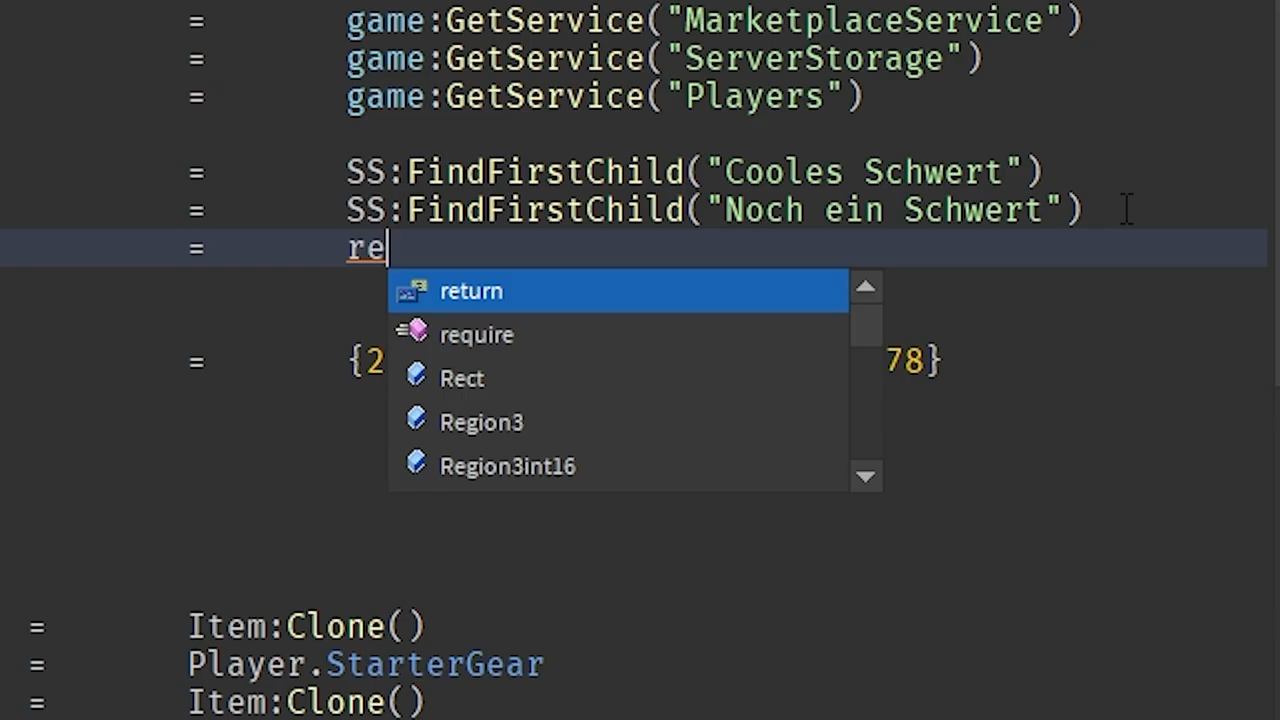 = game:GetService("MarketplaceService")
= game:GetService("ServerStorage")
= game:GetService("Players")
= SS:FindFirstChild("Cooles Schwert")
= SS:FindFirstChild("Noch ein Schwert")
= re
return
require
Rect
Region3
Region3int16
= {2 78}
= Item:Clone()
= Player.StarterGear
= Item:Clone()